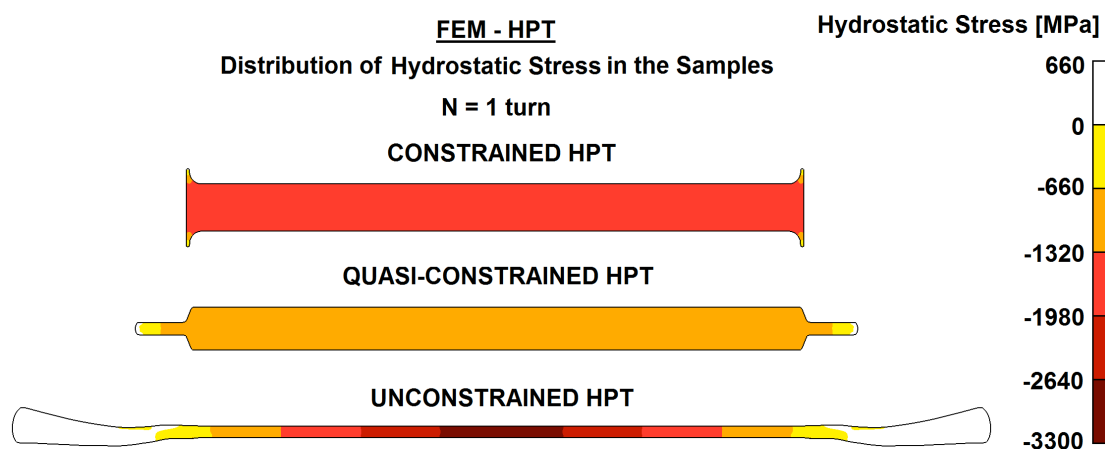 FEM - HPT
Hydrostatic Stress [MPa]
Distribution of Hydrostatic Stress in the Samples
N = 1 turn
CONSTRAINED HPT
QUASI-CONSTRAINED HPT
UNCONSTRAINED HPT
660
0
-660
-1320
-1980
-2640
-3300